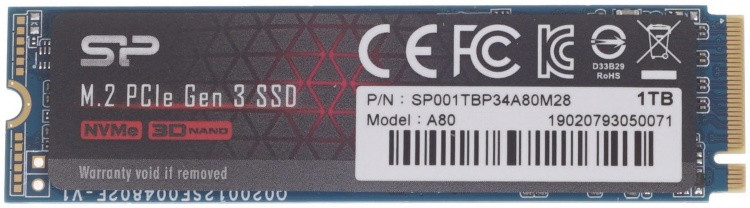 SP
CE FC
D33B29
RoHS
M.2 PCIe Gen 3 SSD
P/N : SP001TBP34A80M28 1TB
NVMe 3D NAND
Model : A80 19020793050071
Warranty void if removed